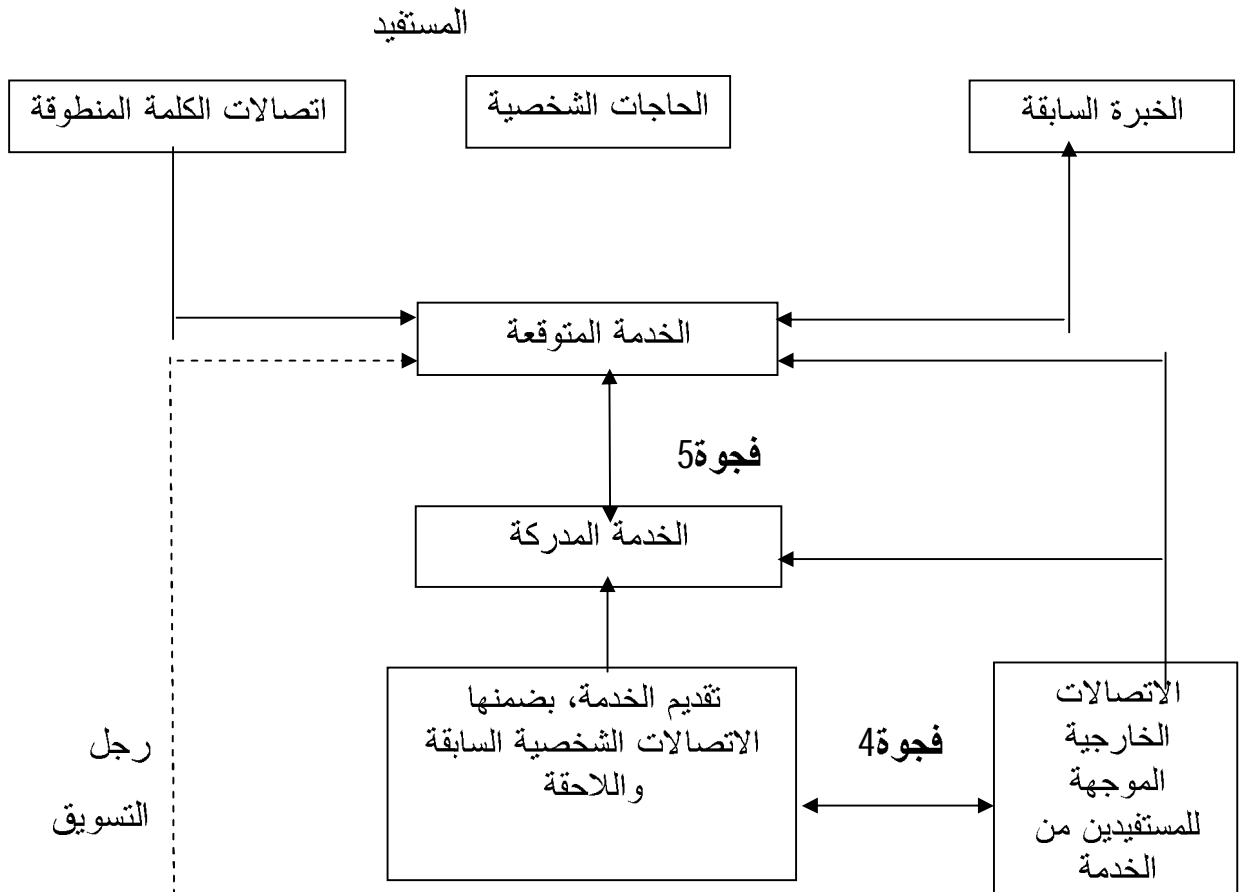 المستفيد
الخبرة السابقة
الحاجات الشخصية
اتصالات الكلمة المنطوقة
الخدمة المتوقعة
فجوة5
الخدمة المدركة
الاتصالات
الخارجية
الموجهة
للمستفيدين من
الخدمة
فجوة4
تقديم الخدمة، بضمنها
الاتصالات الشخصية السابقة
واللاحقة
رجل
التسويق